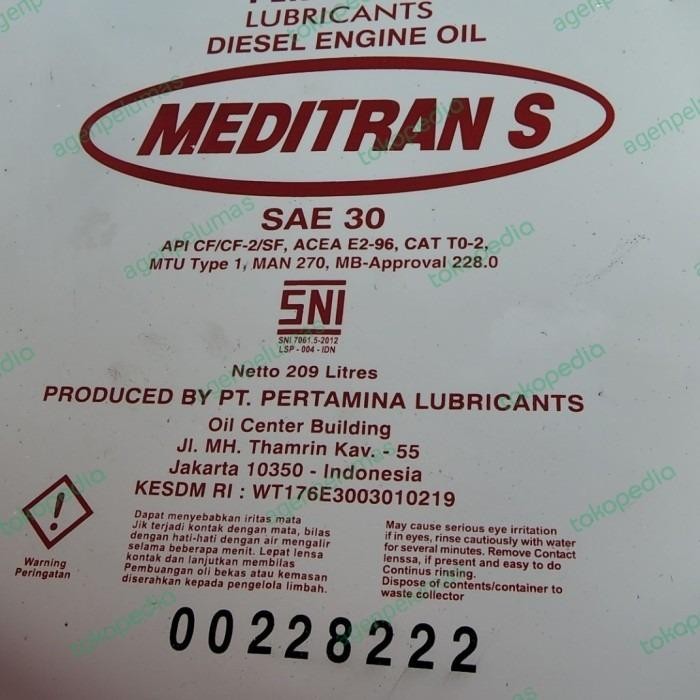 LUBRICANTS
DIESEL ENGINE OIL
MEDITRAN S
SAE 30
API CF/CF-2/SF, ACEA E2-96, CAT T0-2,
MTU Type 1, MAN 270, MB-Approval 228.0
SNI
SNI 7061.5-2012
LSP - 004 - IDN
Netto 209 Litres
PRODUCED BY PT. PERTAMINA LUBRICANTS
Oil Center Building
Jl. MH. Thamrin Kav. - 55
Jakarta 10350 - Indonesia
KESDM RI : WT176E3003010219
!
Warning
Peringatan
Dapat menyebabkan iritas mata
Jik terjadi kontak dengan mata, bilas
dengan hati-hati dengan air mengalir
selama beberapa menit. Lepat lensa
kontak dan lanjutkan membilas
Pembuangan oli bekas atau kemasan
diserahkan kepada pengelola limbah.
May cause serious eye irritation
if in eyes, rinse cautiously with water
for several minutes. Remove Contact
lenssa, if present and easy to do
Continus rinsing.
Dispose of contents/container to
waste collector
00228222
agenpelumas
tokopedia